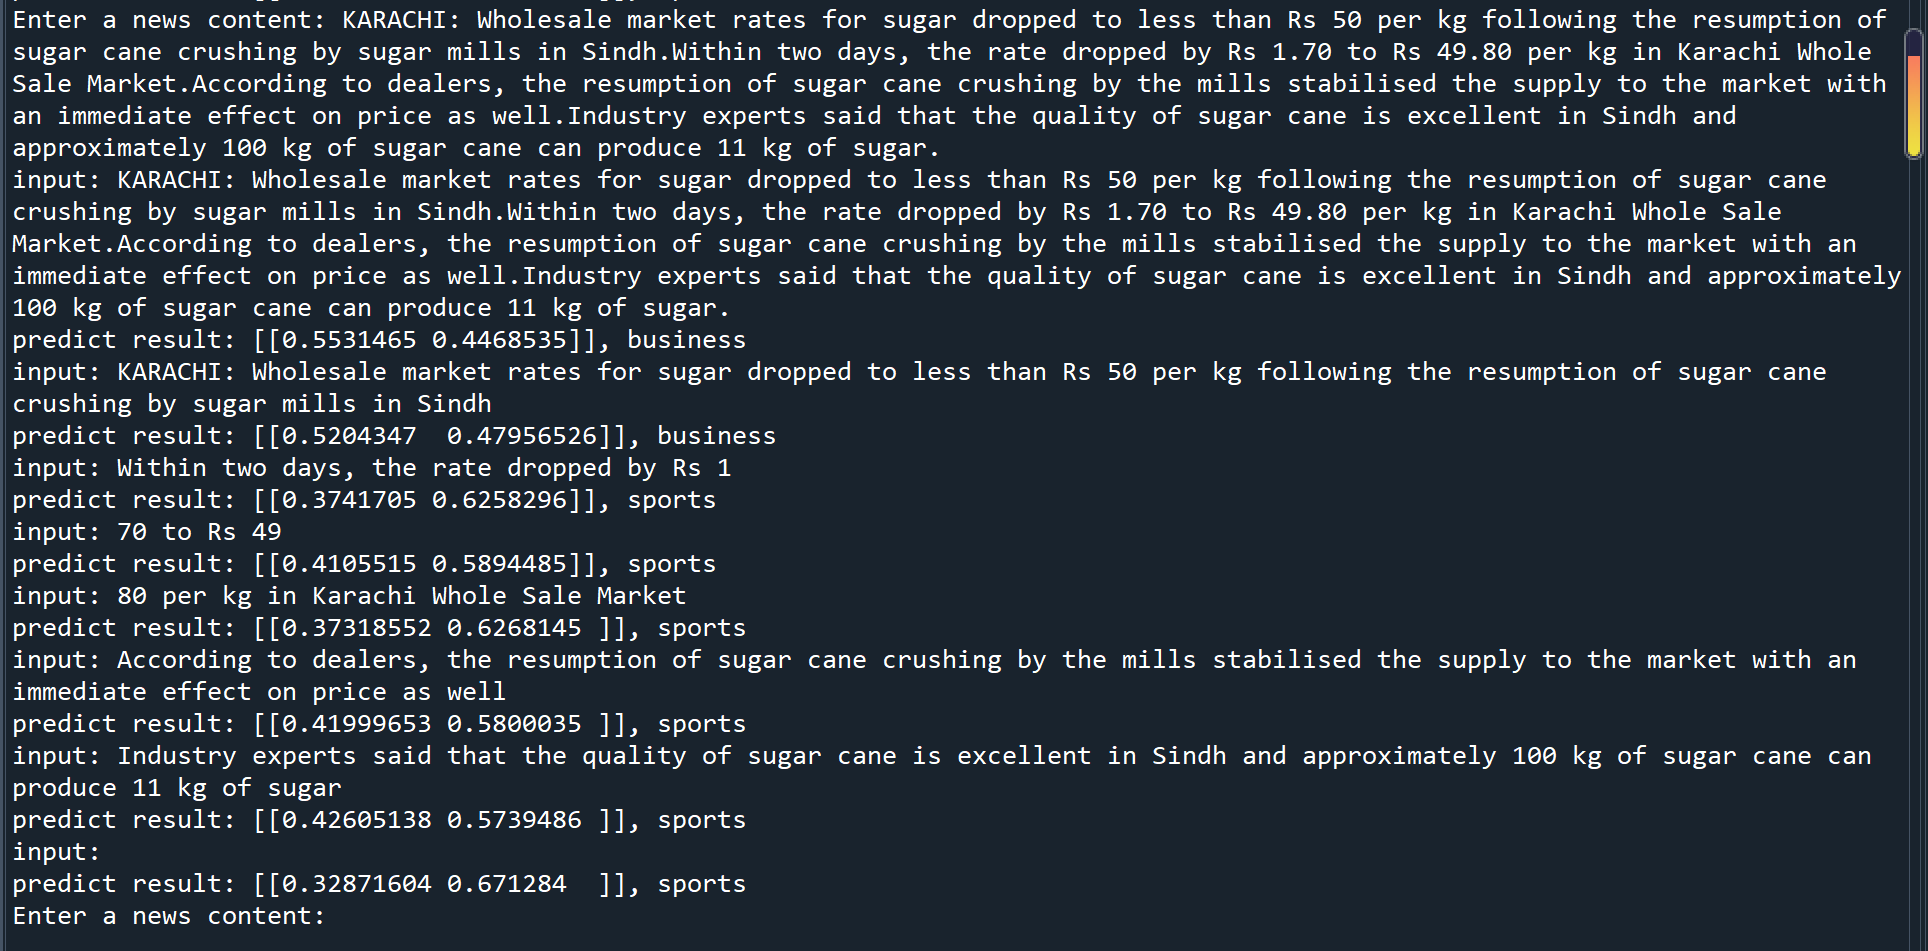 Enter a news content: KARACHI: Wholesale market rates for sugar dropped to less than Rs 50 per kg following the resumption of
sugar cane crushing by sugar mills in Sindh.Within two days, the rate dropped by Rs 1.70 to Rs 49.80 per kg in Karachi Whole
Sale Market.According to dealers, the resumption of sugar cane crushing by the mills stabilised the supply to the market with
an immediate effect on price as well.Industry experts said that the quality of sugar cane is excellent in Sindh and
approximately 100 kg of sugar cane can produce 11 kg of sugar.
input: KARACHI: Wholesale market rates for sugar dropped to less than Rs 50 per kg following the resumption of sugar cane
crushing by sugar mills in Sindh.Within two days, the rate dropped by Rs 1.70 to Rs 49.80 per kg in Karachi Whole Sale
Market.According to dealers, the resumption of sugar cane crushing by the mills stabilised the supply to the market with an
immediate effect on price as well.Industry experts said that the quality of sugar cane is excellent in Sindh and approximately
100 kg of sugar cane can produce 11 kg of sugar.
predict result: [[0.5531465 0.4468535]], business
input: KARACHI: Wholesale market rates for sugar dropped to less than Rs 50 per kg following the resumption of sugar cane
crushing by sugar mills in Sindh
predict result: [[0.5204347  0.47956526]], business
input: Within two days, the rate dropped by Rs 1
predict result: [[0.3741705 0.6258296]], sports
input: 70 to Rs 49
predict result: [[0.4105515 0.5894485]], sports
input: 80 per kg in Karachi Whole Sale Market
predict result: [[0.37318552 0.6268145 ]], sports
input: According to dealers, the resumption of sugar cane crushing by the mills stabilised the supply to the market with an
immediate effect on price as well
predict result: [[0.41999653 0.5800035 ]], sports
input: Industry experts said that the quality of sugar cane is excellent in Sindh and approximately 100 kg of sugar cane can
produce 11 kg of sugar
predict result: [[0.42605138 0.5739486 ]], sports
input:
predict result: [[0.32871604 0.671284  ]], sports
Enter a news content: